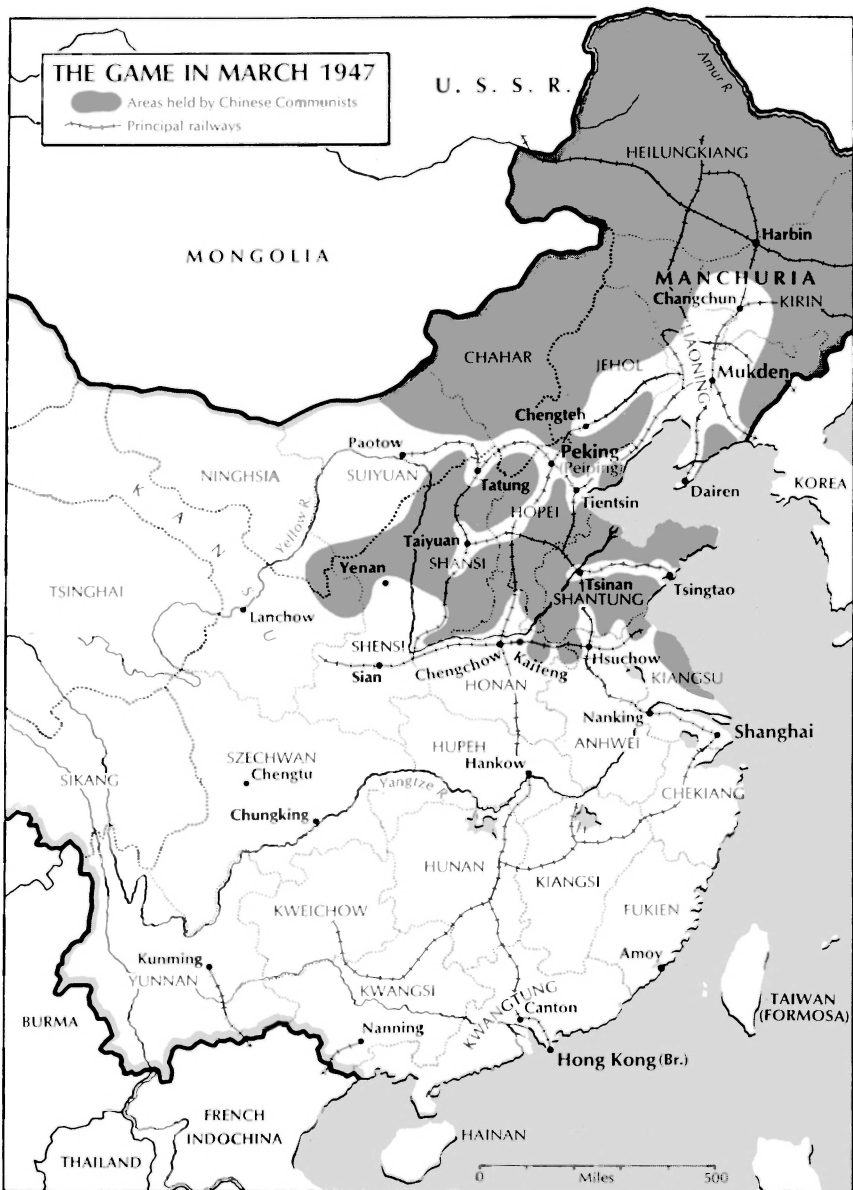 THE GAME IN MARCH 1947
Areas held by Chinese Communists
Principal railways
U. S. S. R.
Amur R.
HEILUNGKIANG
Harbin
MONGOLIA
MANCHURIA
Changchun
KIRIN
LIAONING
CHAHAR
JEHOL
Mukden
Chengteh
Paotow
Peking
(Peiping)
NINGHSIA
SUIYUAN
Tatung
Tientsin
Dairen
KOREA
KANSU
Yellow R.
HOPEI
Taiyuan
SHANSI
Yenan
Tsinan
SHANTUNG
Tsingtao
TSINGHAI
Lanchow
SHENSI
Sian
Chengchow
Kaifeng
Hsuchow
KIANGSU
HONAN
Nanking
Shanghai
SZECHWAN
Chengtu
HUPEH
Hankow
ANHWEI
SIKANG
Yangtze R.
CHEKIANG
Chungking
HUNAN
KIANGSI
KWEICHOW
FUKIEN
Kunming
YUNNAN
Amoy
KWANGSI
KWANGTUNG
Canton
TAIWAN
(FORMOSA)
BURMA
Nanning
Hong Kong (Br.)
FRENCH
INDOCHINA
HAINAN
THAILAND
0 Miles 500